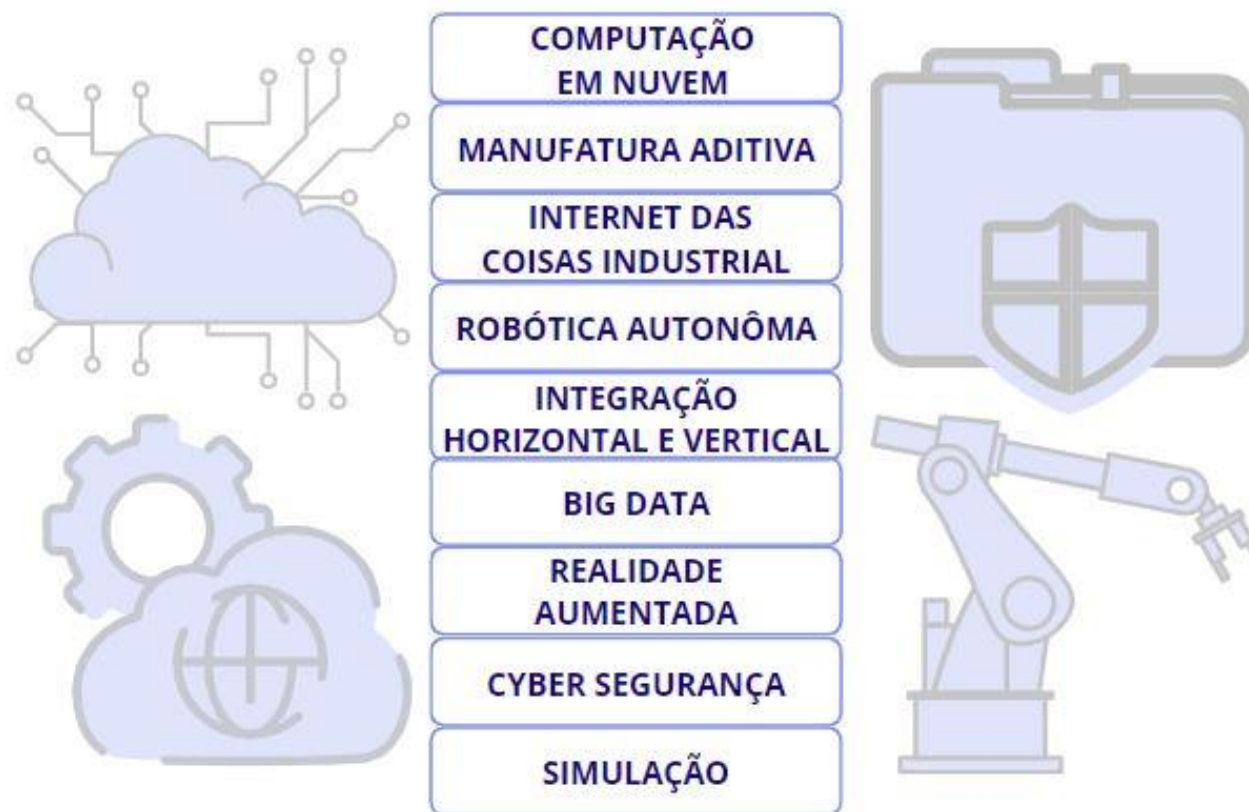 COMPUTAÇÃO
EM NUVEM
MANUFATURA ADITIVA
INTERNET DAS
COISAS INDUSTRIAL
ROBÓTICA AUTONÔMA
INTEGRAÇÃO
HORIZONTAL E VERTICAL
BIG DATA
REALIDADE
AUMENTADA
CYBER SEGURANÇA
SIMULAÇÃO